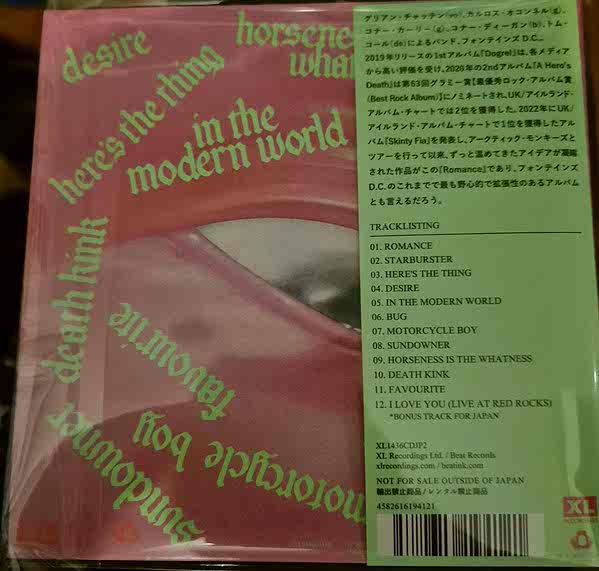 desire
horsene
what
here's the thing
in the
modern world
death kink
favourite
motorcycle boy
sundowner
グリアン・チャッテン(vo)、カルロス・オコンネル(g)、
コナー・カーリー(g)、コナー・ディーガン(b)、トム・
コール(ds)によるバンド、フォンテインズ D.C.。
2019年リリースの1stアルバム『Dogrel』は、各メディア
から高い評価を受け、2020年の2ndアルバム『A Hero's
Death』は第63回グラミー賞【最優秀ロック・アルバム賞
(Best Rock Album)】にノミネートされ、UK/アイルランド・
アルバム・チャートでは2位を獲得した。2022年にUK/
アイルランド・アルバム・チャートで1位を獲得したアル
バム『Skinty Fia』を発表し、アークティック・モンキーズと
ツアーを行って以来、ずっと温めてきたアイデアが凝縮
された作品がこの『Romance』であり、フォンテインズ
D.C.のこれまでで最も野心的で拡張性のあるアルバム
とも言えるだろう。
TRACKLISTING
01. ROMANCE
02. STARBURSTER
03. HERE'S THE THING
04. DESIRE
05. IN THE MODERN WORLD
06. BUG
07. MOTORCYCLE BOY
08. SUNDOWNER
09. HORSENESS IS THE WHATNESS
10. DEATH KINK
11. FAVOURITE
12. I LOVE YOU (LIVE AT RED ROCKS)
*BONUS TRACK FOR JAPAN
XL1436CDJP2
XL Recordings Ltd. / Beat Records
xlrecordings.com / beatink.com
NOT FOR SALE OUTSIDE OF JAPAN
輸出禁止商品/レンタル禁止商品
4582616194121
XL
RECORDINGS